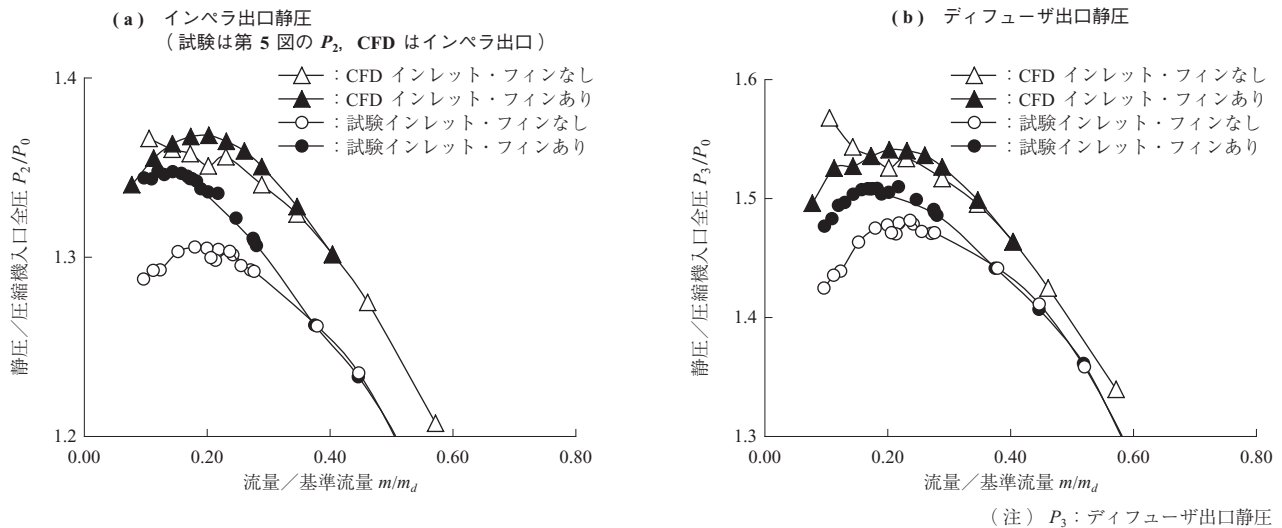 ( a ) インペラ出口静圧
( 試験は第 5 図の P2, CFD はインペラ出口 )
△ : CFD インレット・フィンなし
▲ : CFD インレット・フィンあり
○ : 試験インレット・フィンなし
● : 試験インレット・フィンあり
1.4
1.3
1.2
静圧／圧縮機入口全圧 P2/P0
0.00 0.20 0.40 0.60 0.80
流量／基準流量 m/md
( b ) ディフューザ出口静圧
△ : CFD インレット・フィンなし
▲ : CFD インレット・フィンあり
○ : 試験インレット・フィンなし
● : 試験インレット・フィンあり
1.6
1.5
1.4
1.3
静圧／圧縮機入口全圧 P3/P0
0.00 0.20 0.40 0.60 0.80
流量／基準流量 m/md
( 注 ) P3 : ディフューザ出口静圧